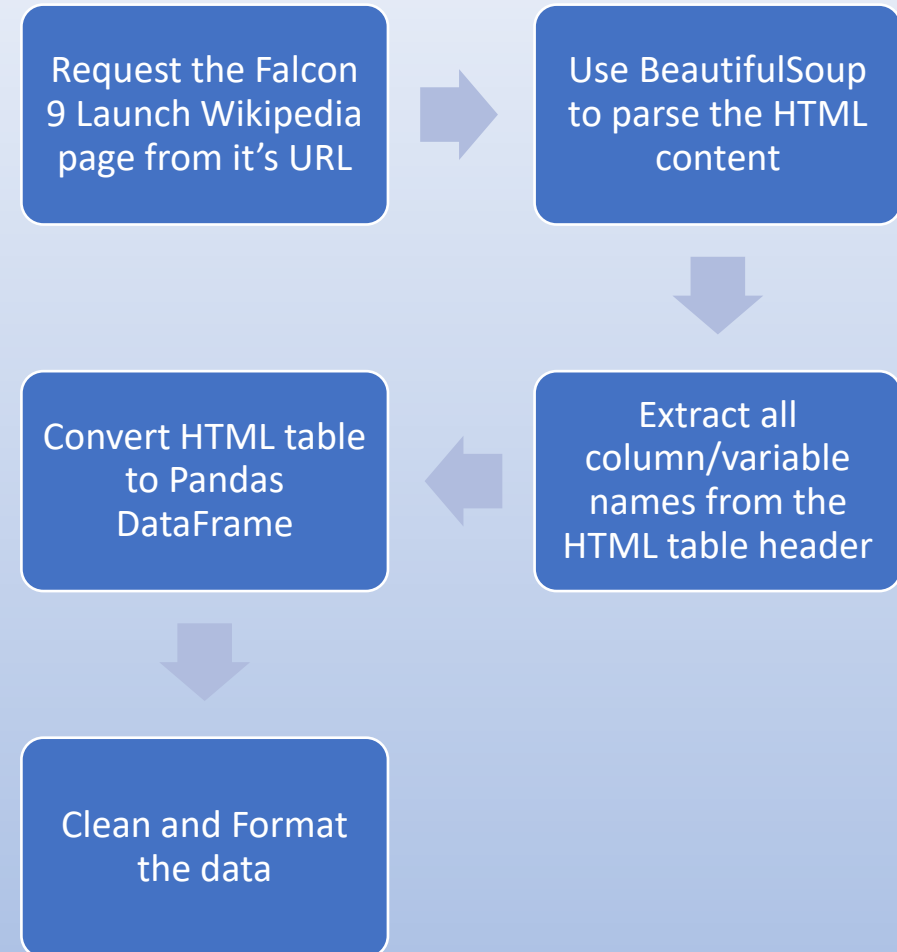 Request the Falcon
9 Launch Wikipedia
page from it’s URL
Use BeautifulSoup
to parse the HTML
content
Extract all
column/variable
names from the
HTML table header
Convert HTML table
to Pandas
DataFrame
Clean and Format
the data